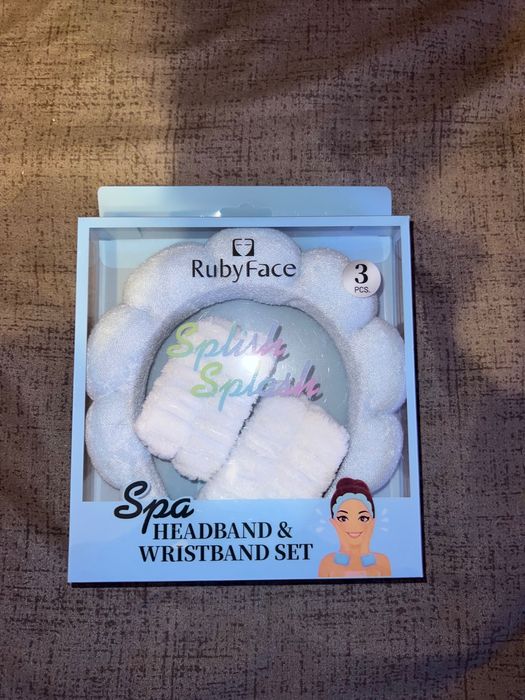 RubyFace
3
PCS.
Splish
Splash
Spa
HEADBAND &
WRISTBAND SET